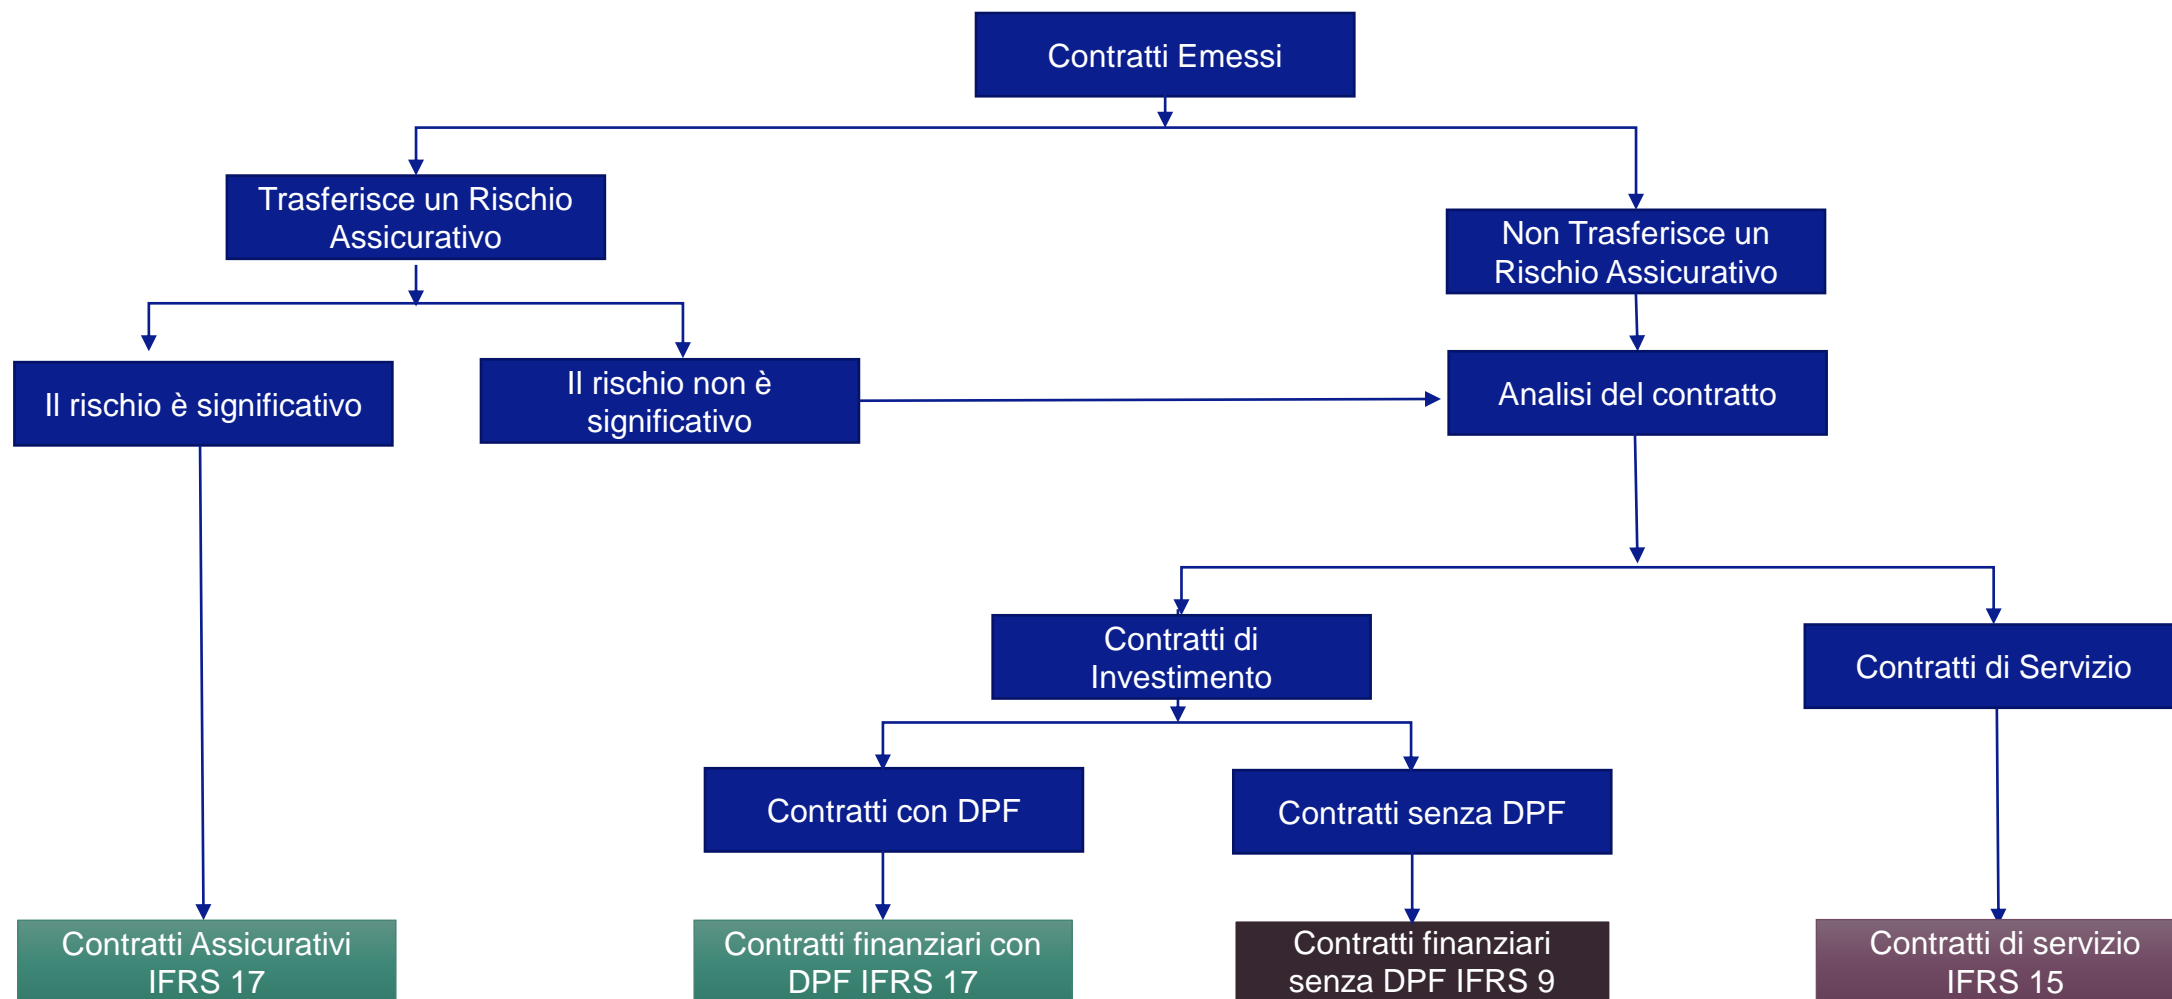 Contratti Emessi
Trasferisce un Rischio
Assicurativo
Non Trasferisce un
Rischio Assicurativo
Il rischio è significativo
Il rischio non è
significativo
Analisi del contratto
Contratti di
Investimento
Contratti di Servizio
Contratti con DPF
Contratti senza DPF
Contratti Assicurativi
IFRS 17
Contratti finanziari con
DPF IFRS 17
Contratti finanziari
senza DPF IFRS 9
Contratti di servizio
IFRS 15